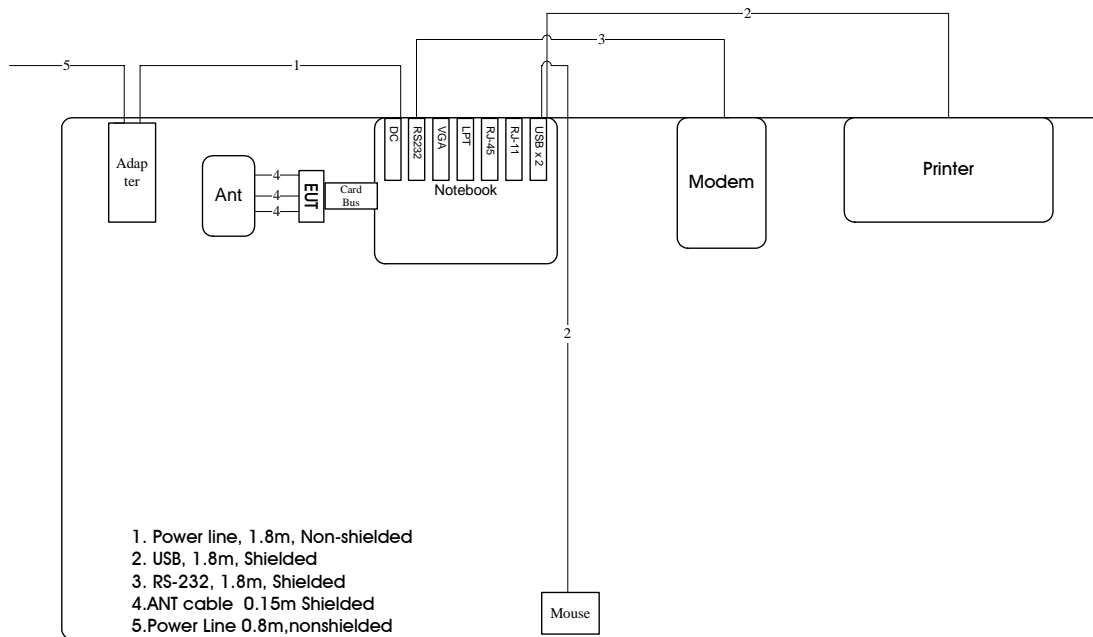 2
3
5
1
DC
RS232
VGA
LPT
RJ-45
RJ-11
USB x 2
Adap
ter
Ant
4
4
4
EUT
Card
Bus
Notebook
Modem
Printer
2
1. Power line, 1.8m, Non-shielded
2. USB, 1.8m, Shielded
3. RS-232, 1.8m, Shielded
4.ANT cable 0.15m Shielded
5.Power Line 0.8m,nonshielded
Mouse